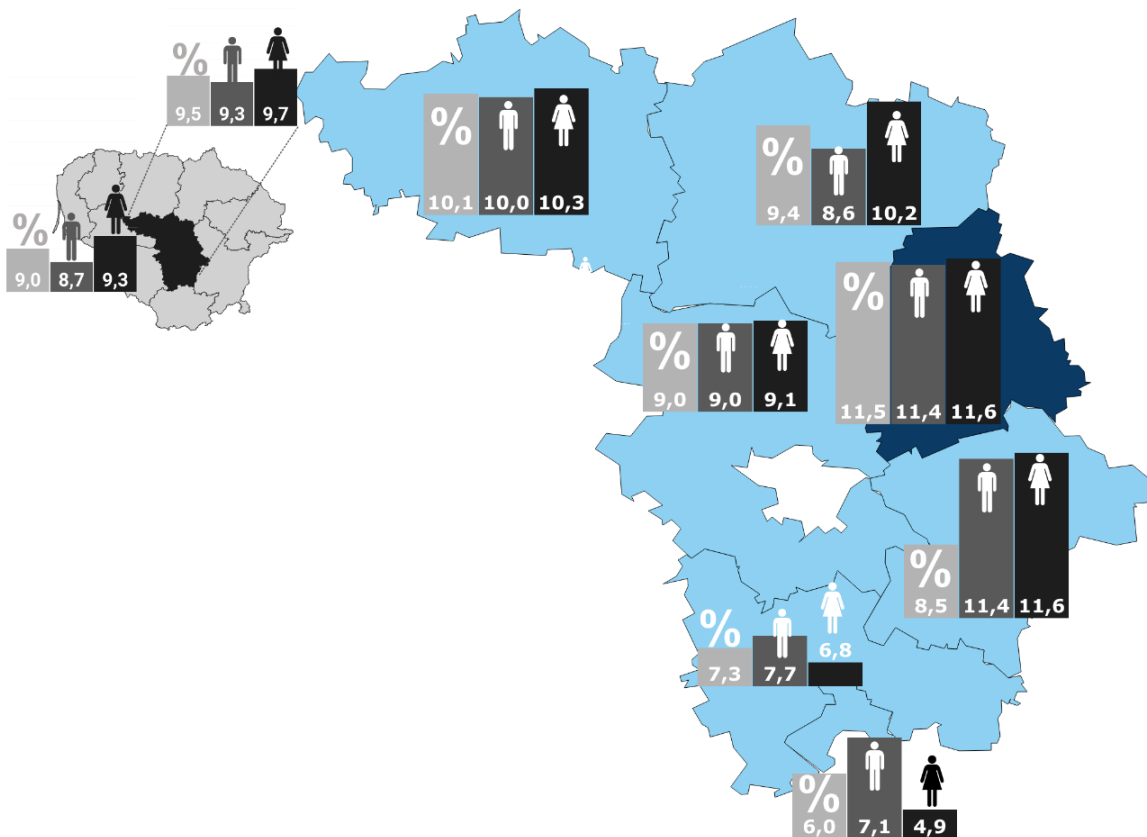 %
9,5 9,3 9,7
%
9,0 8,7 9,3
%
10,1 10,0 10,3
%
9,4 8,6 10,2
%
11,5 11,4 11,6
%
9,0 9,0 9,1
%
8,5 11,4 11,6
%
6,8
7,3 7,7
%
6,0 7,1 4,9